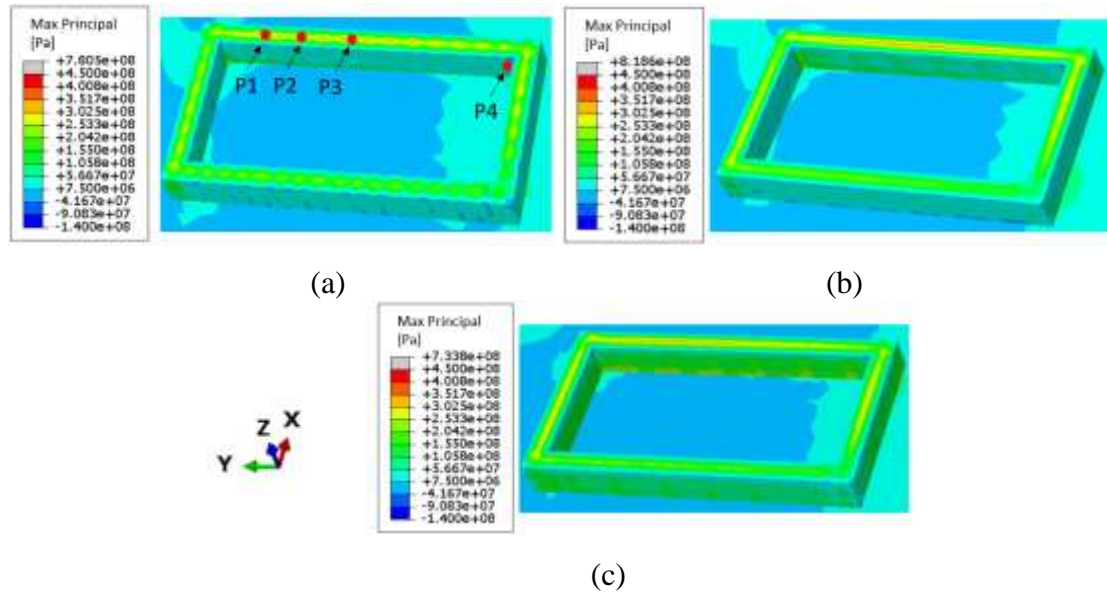 Max Principal
[Pa]
+7.805e+08
+4.500e+08
+4.008e+08
+3.517e+08
+3.025e+08
+2.533e+08
+2.042e+08
+1.550e+08
+1.058e+08
+5.667e+07
+7.500e+06
-4.167e+07
-9.083e+07
-1.400e+08
P1 P2 P3
P4
(a)
Max Principal
[Pa]
+8.186e+08
+4.500e+08
+4.008e+08
+3.517e+08
+3.025e+08
+2.533e+08
+2.042e+08
+1.550e+08
+1.058e+08
+5.667e+07
+7.500e+06
-4.167e+07
-9.083e+07
-1.400e+08
(b)
Max Principal
[Pa]
+7.338e+08
+4.500e+08
+4.008e+08
+3.517e+08
+3.025e+08
+2.533e+08
+2.042e+08
+1.550e+08
+1.058e+08
+5.667e+07
+7.500e+06
-4.167e+07
-9.083e+07
-1.400e+08
Z X
Y
(c)